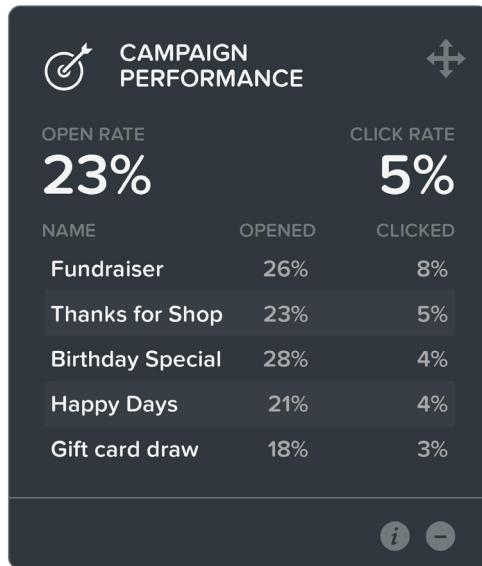 CAMPAIGN
PERFORMANCE
OPEN RATE CLICK RATE
23% 5%
NAME OPENED CLICKED
Fundraiser 26% 8%
Thanks for Shop 23% 5%
Birthday Special 28% 4%
Happy Days 21% 4%
Gift card draw 18% 3%
i